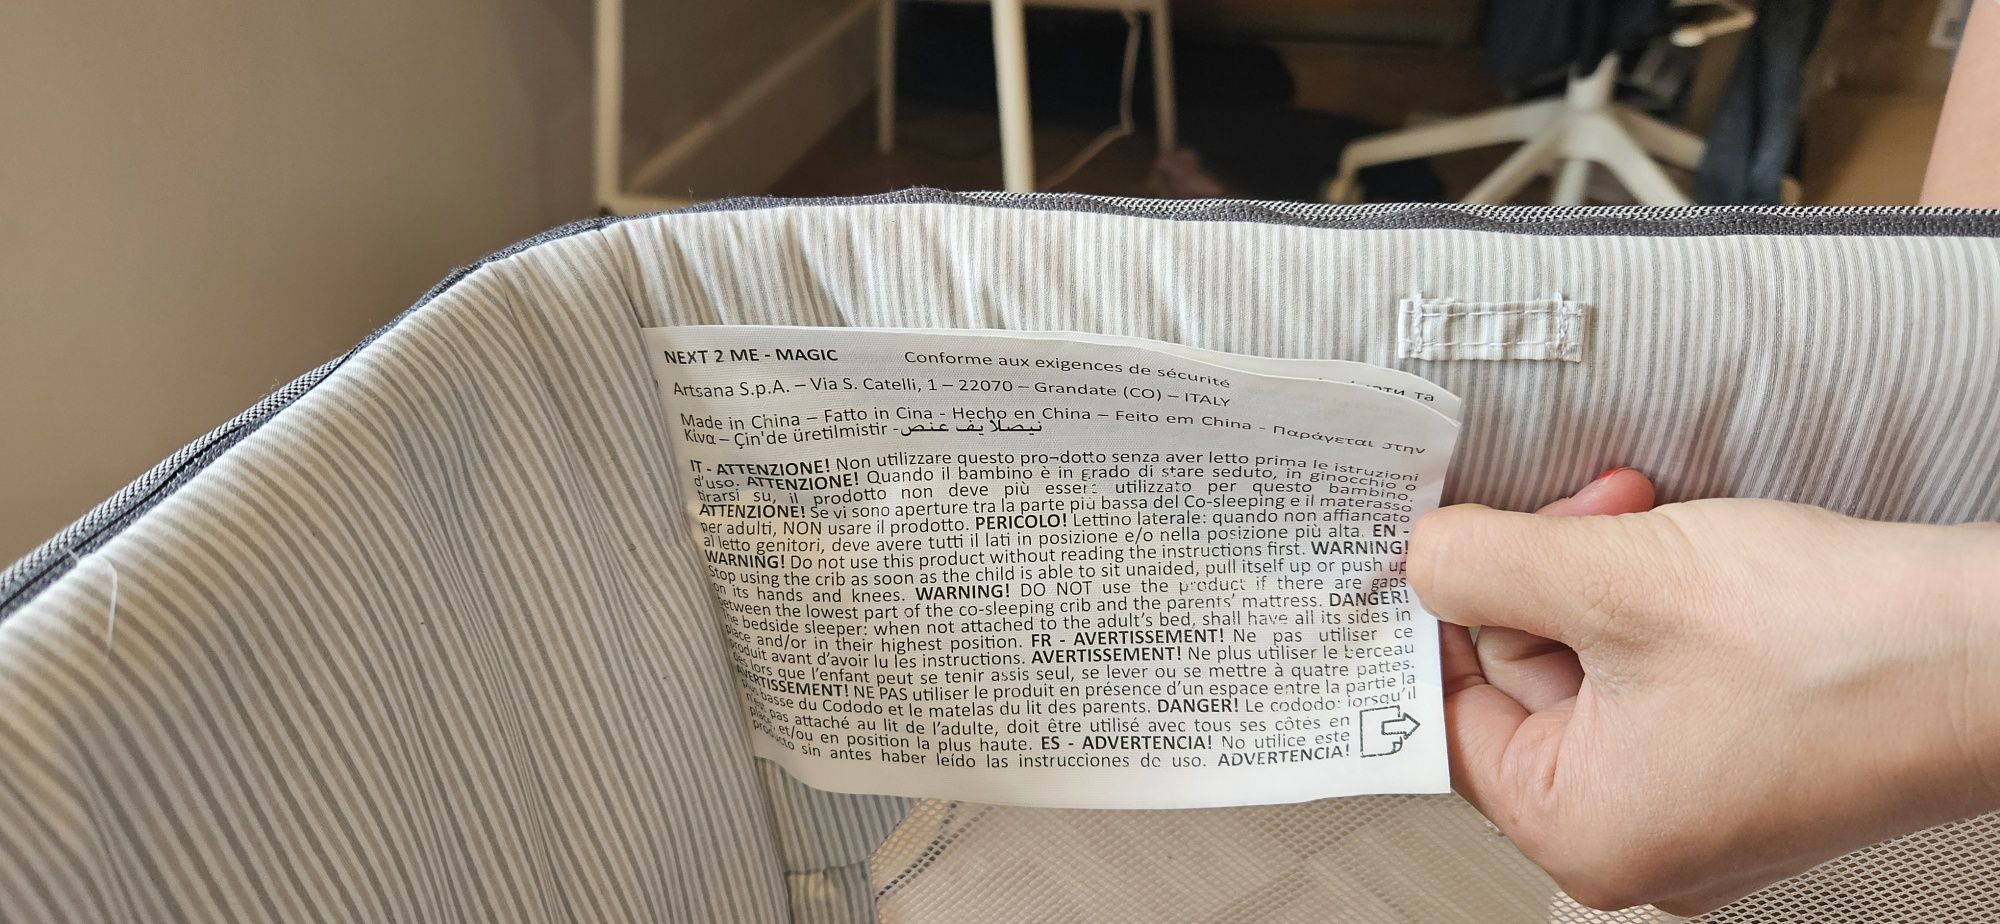 NEXT 2 ME - MAGIC Conforme aux exigences de sécurité
Artsana S.p.A. – Via S. Catelli, 1 – 22070 – Grandate (CO) – ITALY
Made in China – Fatto in Cina - Hecho en China – Feito em China - Παράγεται στην
Κίνα – Çin'de üretilmistir -
IT - ATTENZIONE! Non utilizzare questo pro¬dotto senza aver letto prima le istruzioni
d'uso. ATTENZIONE! Quando il bambino è in grado di stare seduto, in ginocchio o
tirarsi su, il prodotto non deve più essere utilizzato per questo bambino.
ATTENZIONE! Se vi sono aperture tra la parte più bassa del Co-sleeping e il materasso
per adulti, NON usare il prodotto. PERICOLO! Lettino laterale: quando non affiancato
al letto genitori, deve avere tutti il lati in posizione e/o nella posizione più alta. EN -
WARNING! Do not use this product without reading the instructions first. WARNING!
Stop using the crib as soon as the child is able to sit unaided, pull itself up or push up
on its hands and knees. WARNING! DO NOT use the product if there are gaps
between the lowest part of the co-sleeping crib and the parents' mattress. DANGER!
The bedside sleeper: when not attached to the adult's bed, shall have all its sides in
place and/or in their highest position. FR - AVERTISSEMENT! Ne pas utiliser ce
produit avant d'avoir lu les instructions. AVERTISSEMENT! Ne plus utiliser le berceau
dès lors que l'enfant peut se tenir assis seul, se lever ou se mettre à quatre pattes.
AVERTISSEMENT! NE PAS utiliser le produit en présence d'un espace entre la partie la
plus basse du Cododo et le matelas du lit des parents. DANGER! Le cododo: lorsqu'il
n'est pas attaché au lit de l'adulte, doit être utilisé avec tous ses côtés en
place et/ou en position la plus haute. ES - ADVERTENCIA! No utilice este
producto sin antes haber leído las instrucciones de uso. ADVERTENCIA!